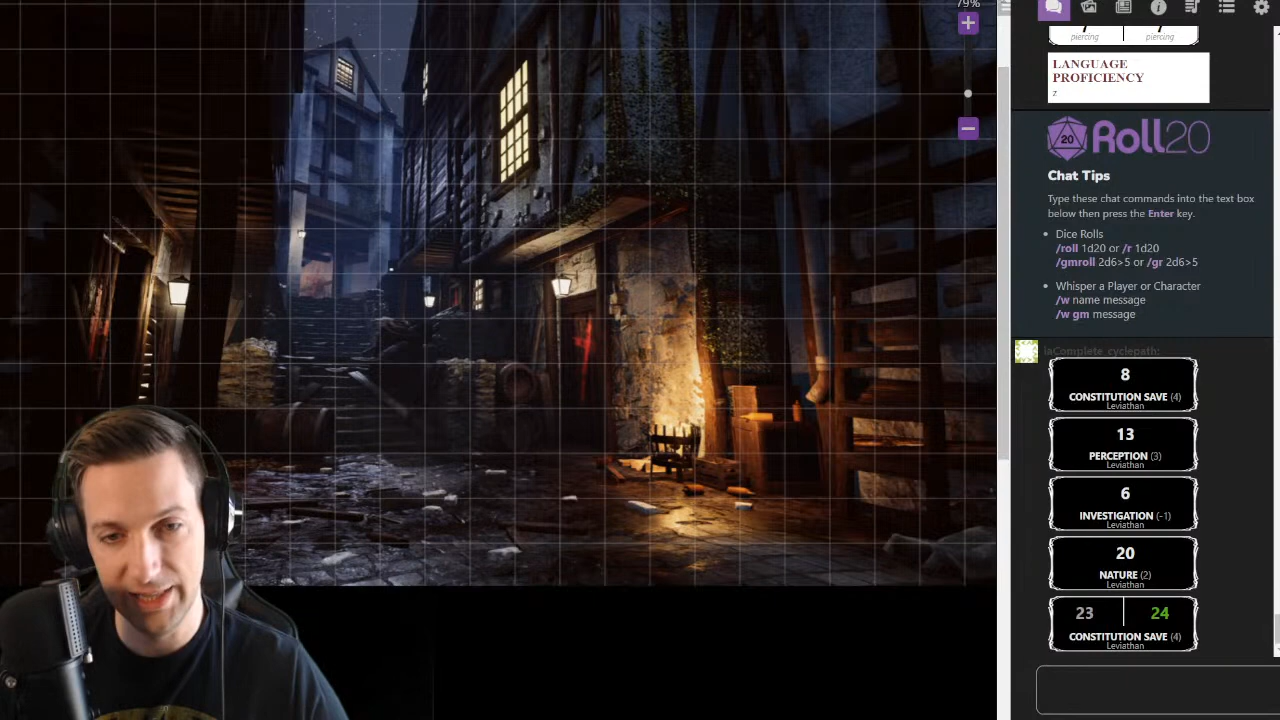 79%
piercing piercing
LANGUAGE
PROFICIENCY
z
20 Roll20
Chat Tips
Type these chat commands into the text box
below then press the Enter key.
Dice Rolls
/roll 1d20 or /r 1d20
/gmroll 2d6>5 or /gr 2d6>5
Whisper a Player or Character
/w name message
/w gm message
inComplete_cyclepath:
8
CONSTITUTION SAVE (4)
Leviathan
13
PERCEPTION (3)
Leviathan
6
INVESTIGATION (-1)
Leviathan
20
NATURE (2)
Leviathan
23 24
CONSTITUTION SAVE (4)
Leviathan